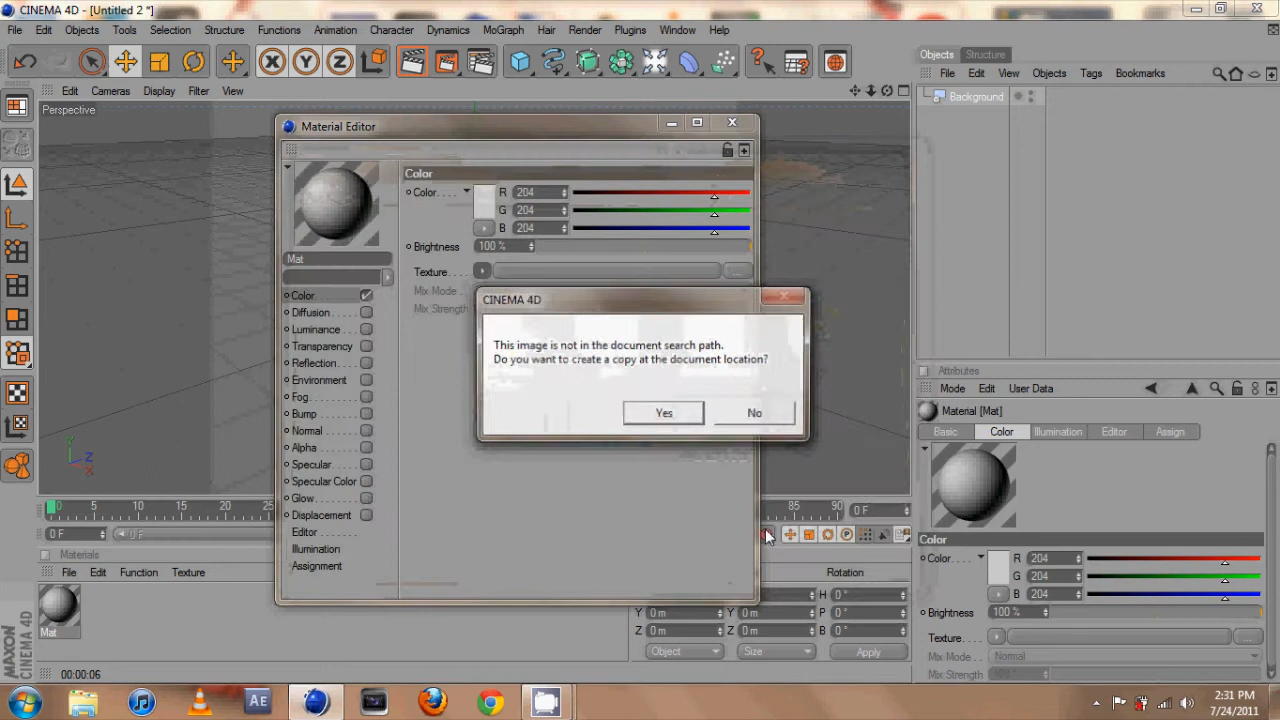 CINEMA 4D - [Untitled 2 *]
File Edit Objects Tools Selection Structure Functions Animation Character Dynamics MoGraph Hair Render Plugins Window Help
X Y Z
Edit Cameras Display Filter View
Perspective
Objects Structure
File Edit View Objects Tags Bookmarks
Background
Material Editor
Color
Color R 204
G 204
B 204
Brightness 100 %
Texture
Mix Mode
Mix Strength
Mat
Color
Diffusion
Luminance
Transparency
Reflection
Environment
Fog
Bump
Normal
Alpha
Specular
Specular Color
Glow
Displacement
Editor
Illumination
Assignment
CINEMA 4D
This image is not in the document search path.
Do you want to create a copy at the document location?
Yes No
Y Z X
0 5 10 15 20 25 85 90 0 F
0 F 0 F
Materials
File Edit Function Texture
Mat
Rotation
H 0 °
Y 0 m Y 0 m P 0 °
Z 0 m Z 0 m B 0 °
Object Size Apply
MAXON CINEMA 4D
00:00:06
Attributes
Mode Edit User Data
Material [Mat]
Basic Color Illumination Editor Assign
Color
Color R 204
G 204
B 204
Brightness 100 %
Texture
Mix Mode Normal
Mix Strength
Ae
2:31 PM
7/24/2011